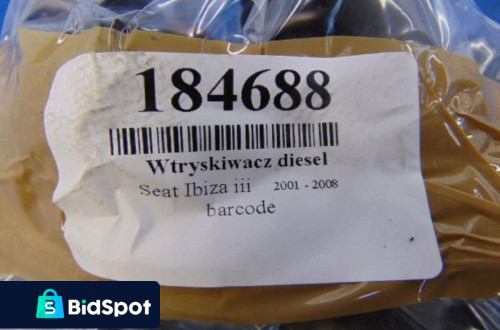 184688
Wtryskiwacz diesel
Seat Ibiza iii 2001 - 2008
barcode
BidSpot